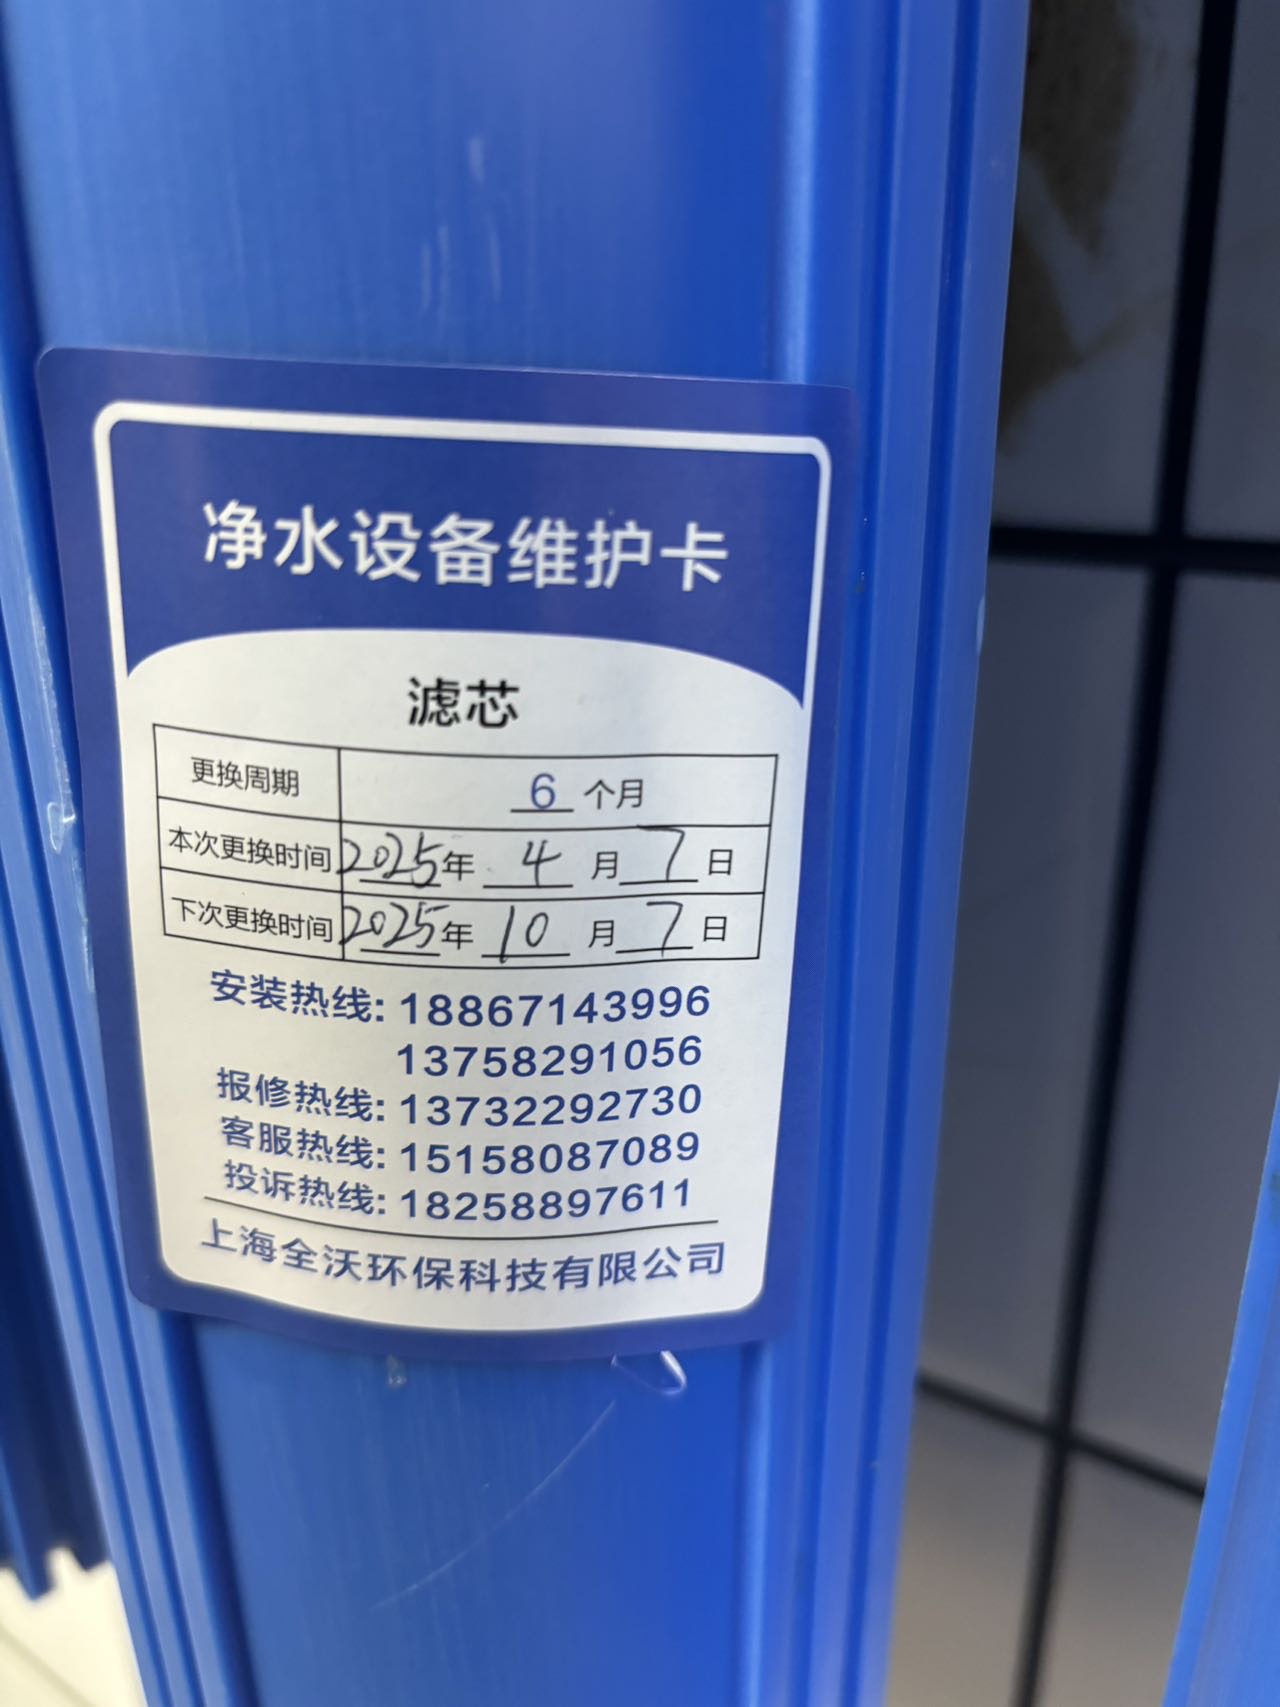 净水设备维护卡
滤芯
更换周期 6 个月
本次更换时间 2025年 4 月 7 日
下次更换时间 2025年 10 月 7 日
安装热线: 18867143996
13758291056
报修热线: 13732292730
客服热线: 15158087089
投诉热线: 18258897611
上海全沃环保科技有限公司